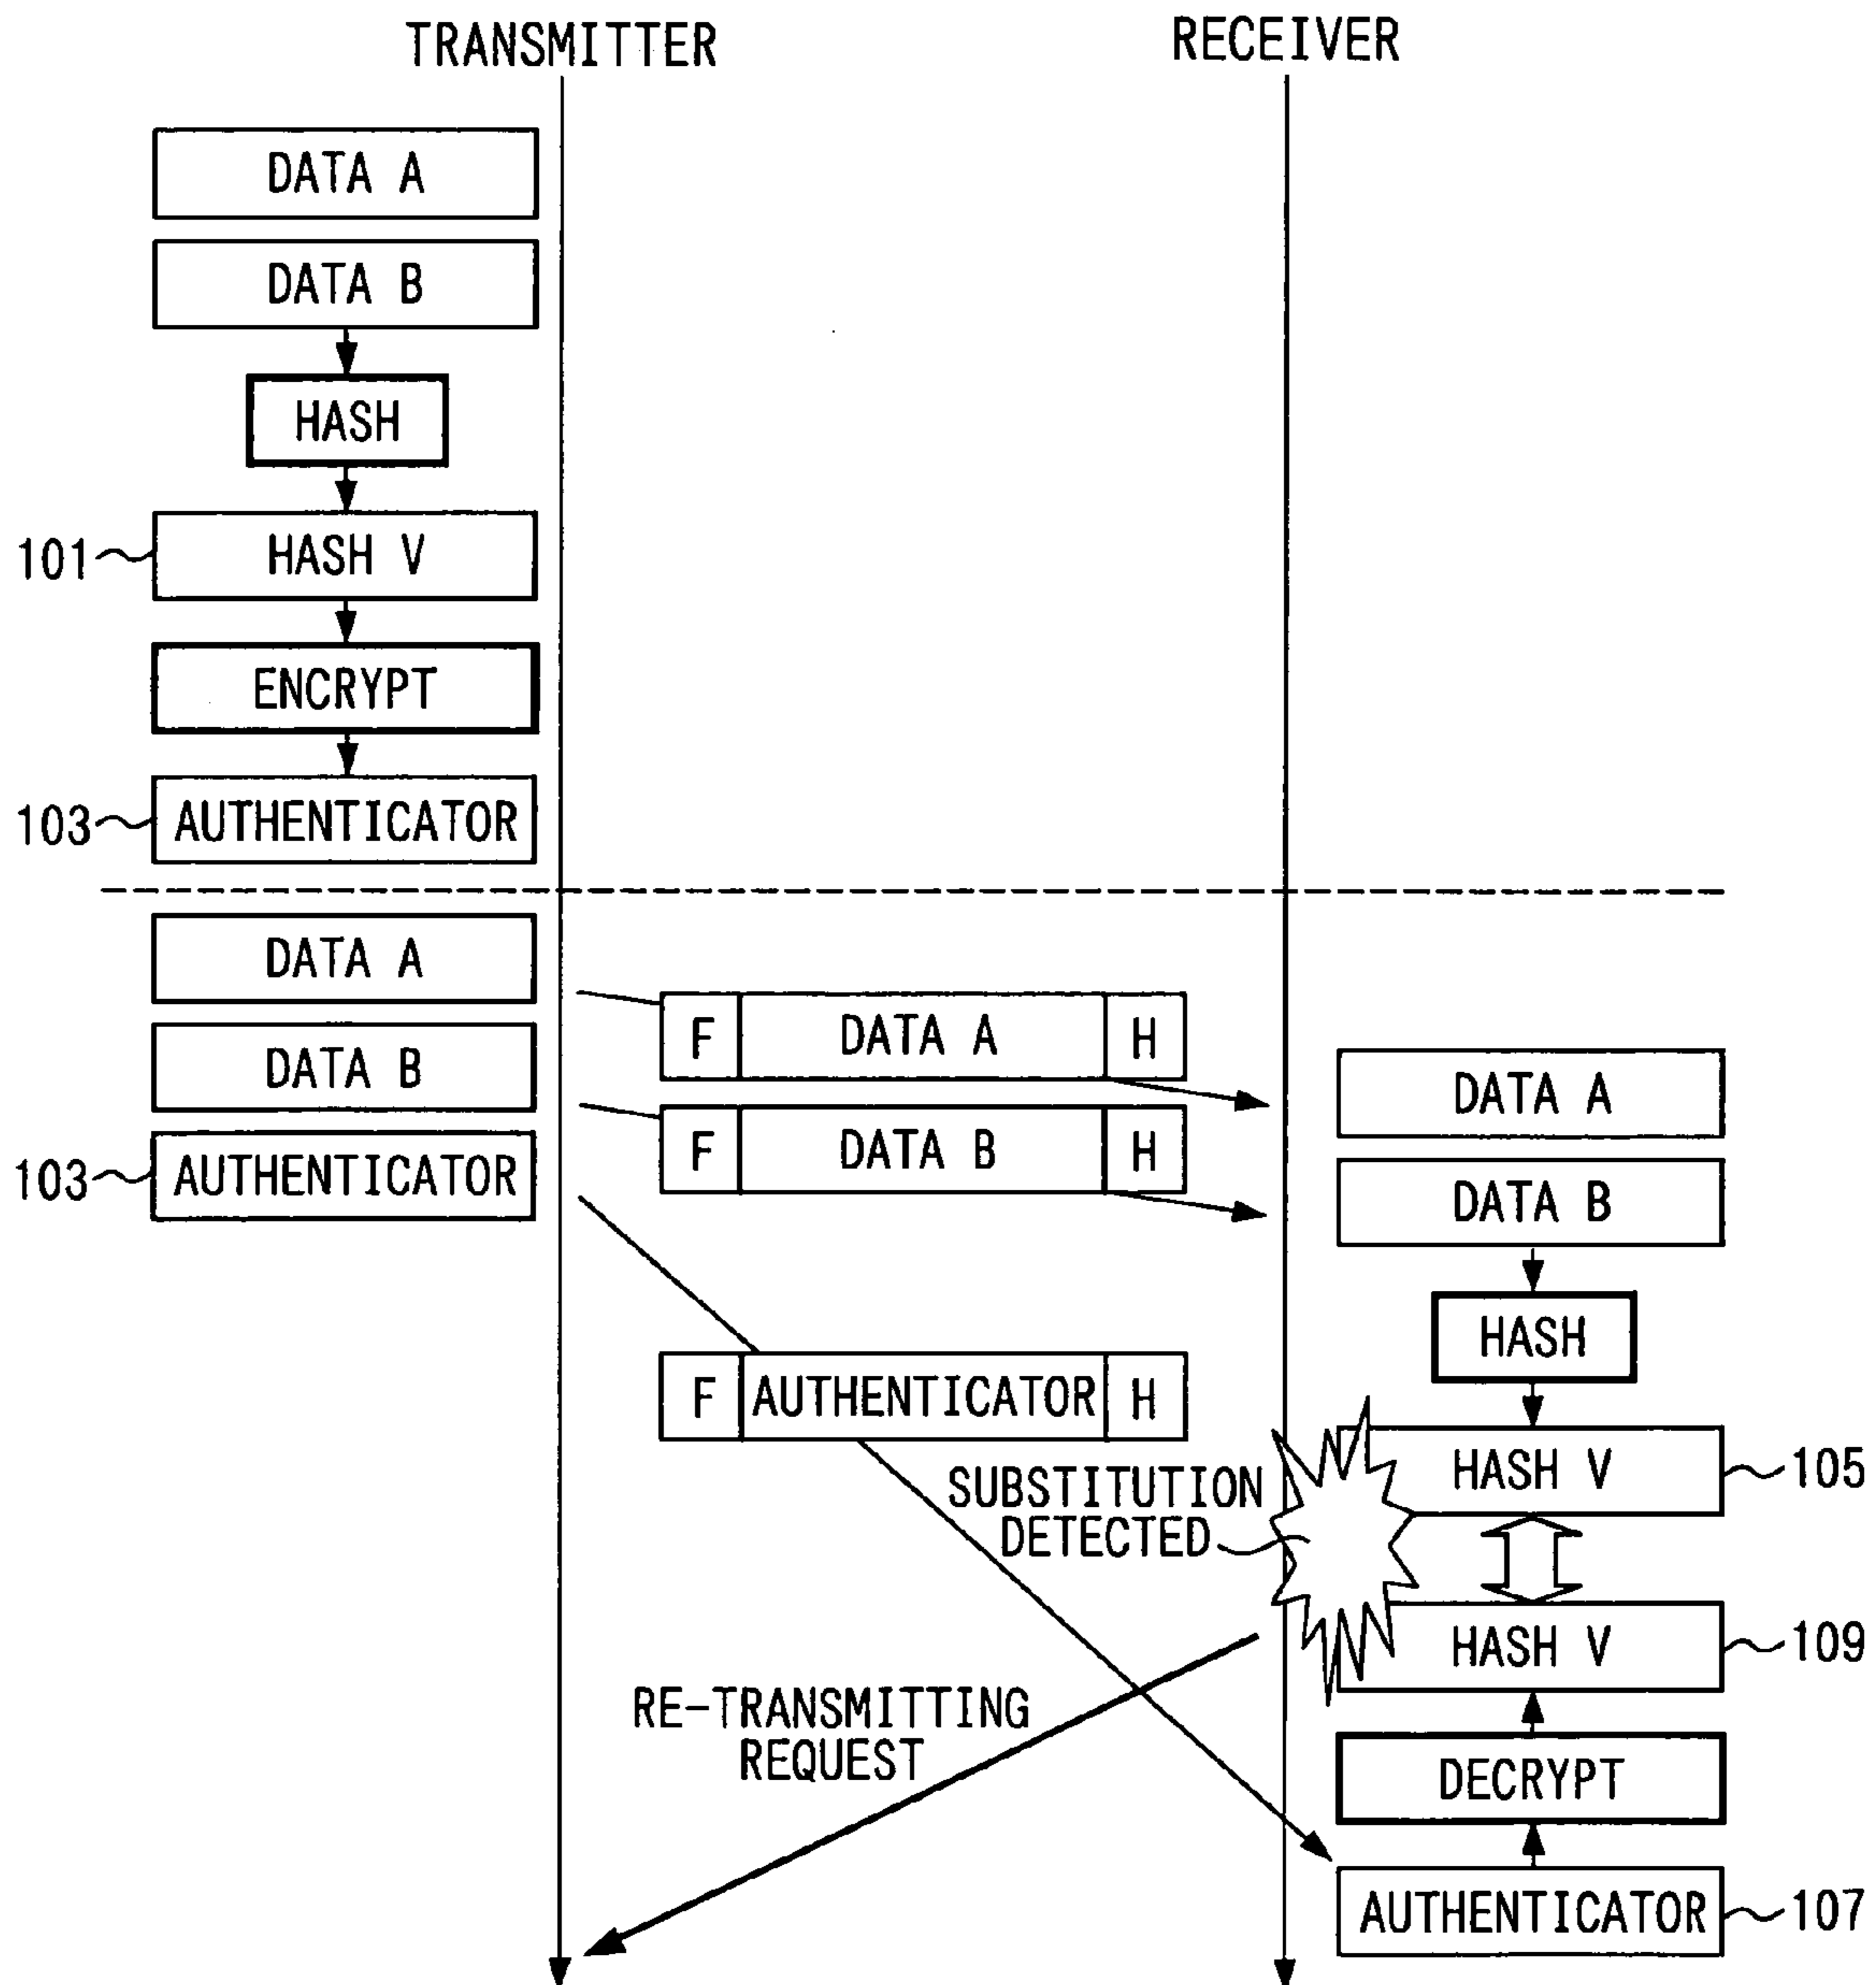 TRANSMITTER
RECEIVER
DATA A
DATA B
HASH
101
HASH V
ENCRYPT
103
AUTHENTICATOR
DATA A
DATA B
103
AUTHENTICATOR
F
DATA A
H
F
DATA B
H
F
AUTHENTICATOR
H
DATA A
DATA B
HASH
HASH V
105
SUBSTITUTION
DETECTED
HASH V
109
RE-TRANSMITTING
REQUEST
DECRYPT
AUTHENTICATOR
107